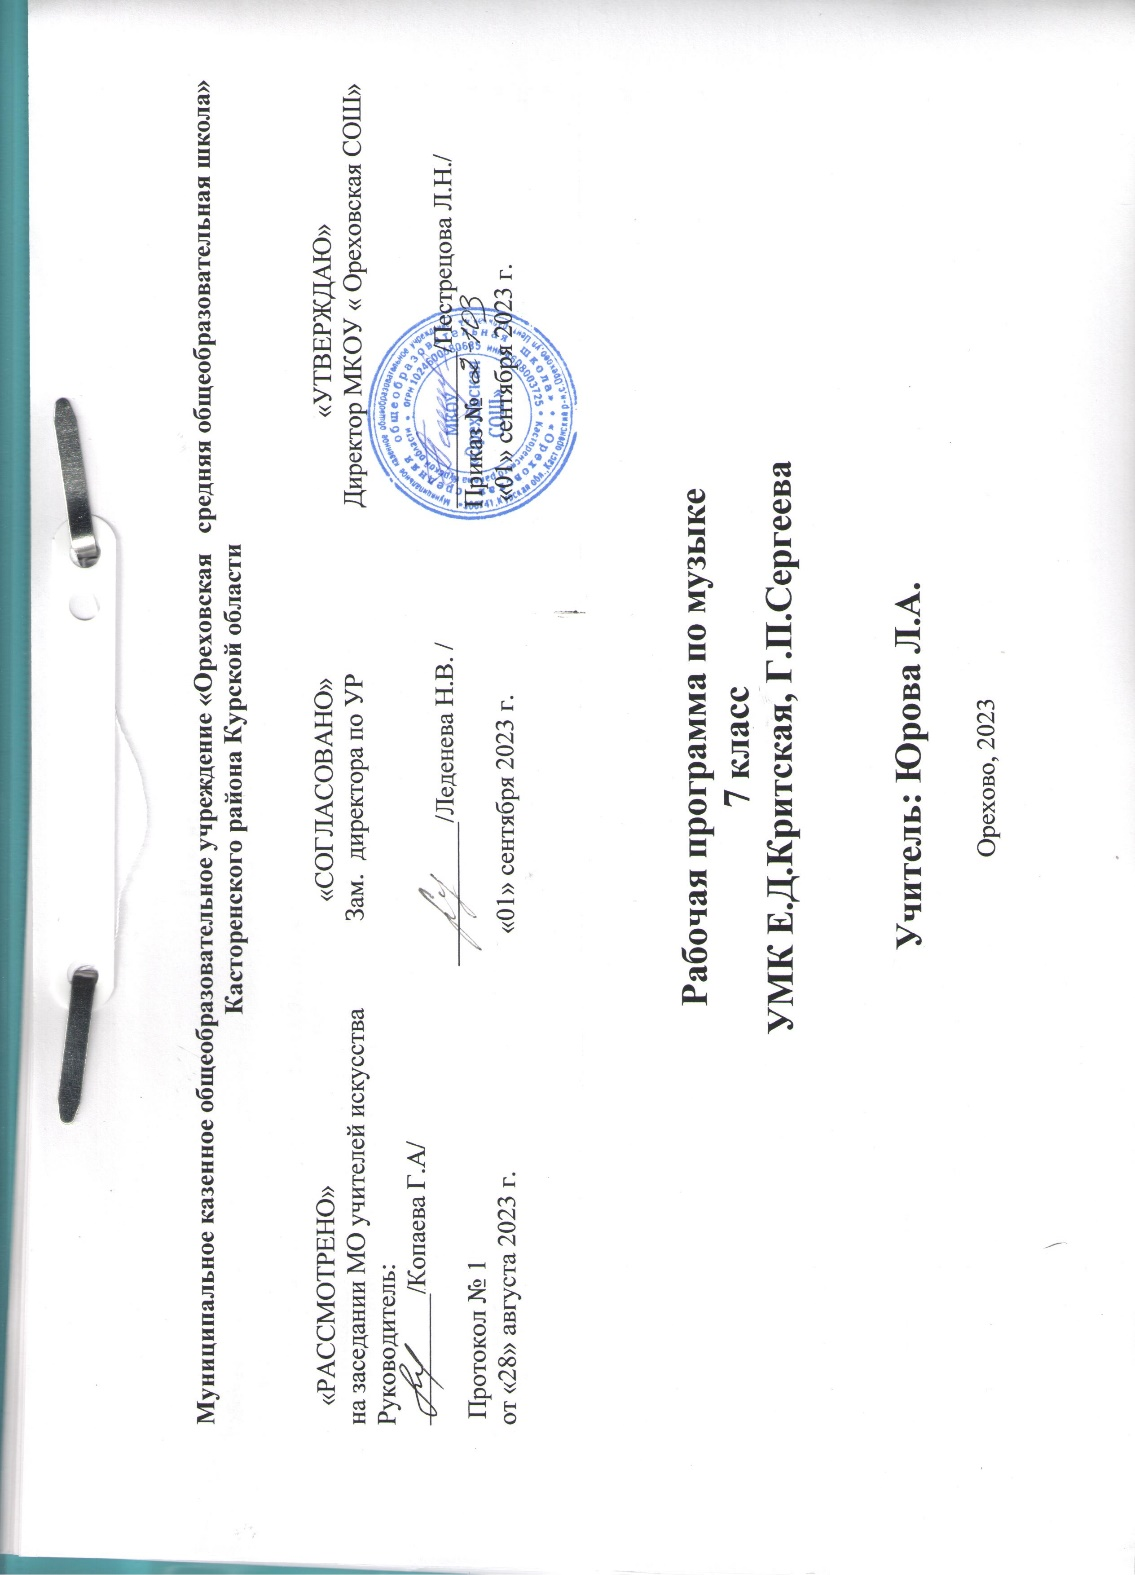 Муниципальное казенное общеобразовательное учреждение «Ореховская средняя общеобразовательная школа»
Касторенского района Курской области
«РАССМОТРЕНО»
на заседании МО учителей искусства
Руководитель:
/Копаева Г.А/
Протокол № 1
от «28» августа 2023 г.
«СОГЛАСОВАНО»
Зам. директора по УР
/Леденева Н.В. /
«01» сентября 2023 г.
«УТВЕРЖДАЮ»
Директор МКОУ « Ореховская СОШ»
/Пестрецова Л.Н./
Приказ №
«01» сентября 2023 г.
МКОУ
СОШ»
Рабочая программа по музыке
7 класс
УМК Е.Д.Критская, Г.П.Сергеева
Учитель: Юрова Л.А.
Орехово, 2023